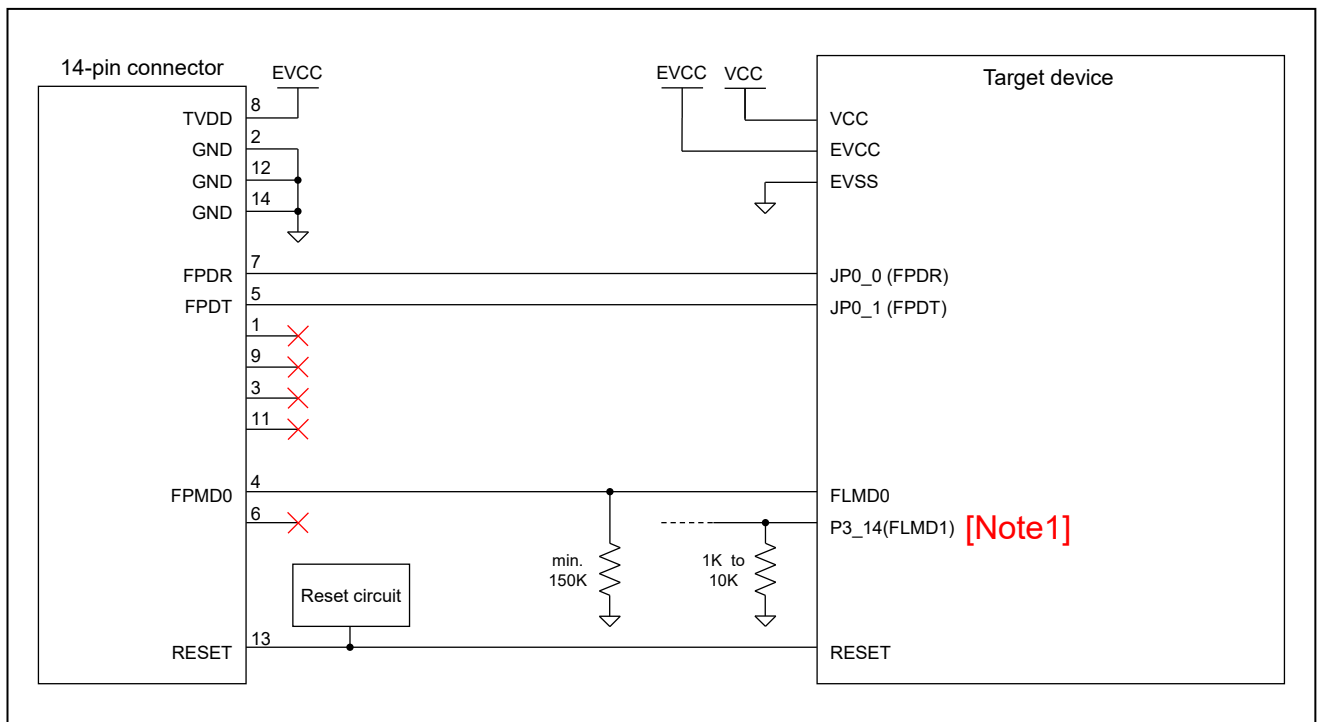 14-pin connector
EVCC
EVCC
VCC
Target device
TVDD
8
GND
2
GND
12
GND
14
VCC
EVCC
EVSS
FPDR
7
JP0_0 (FPDR)
FPDT
5
JP0_1 (FPDT)
1
9
3
11
FPMD0
4
FLMD0
6
P3_14(FLMD1)
[Note1]
min.
150K
1K to
10K
Reset circuit
RESET
13
RESET